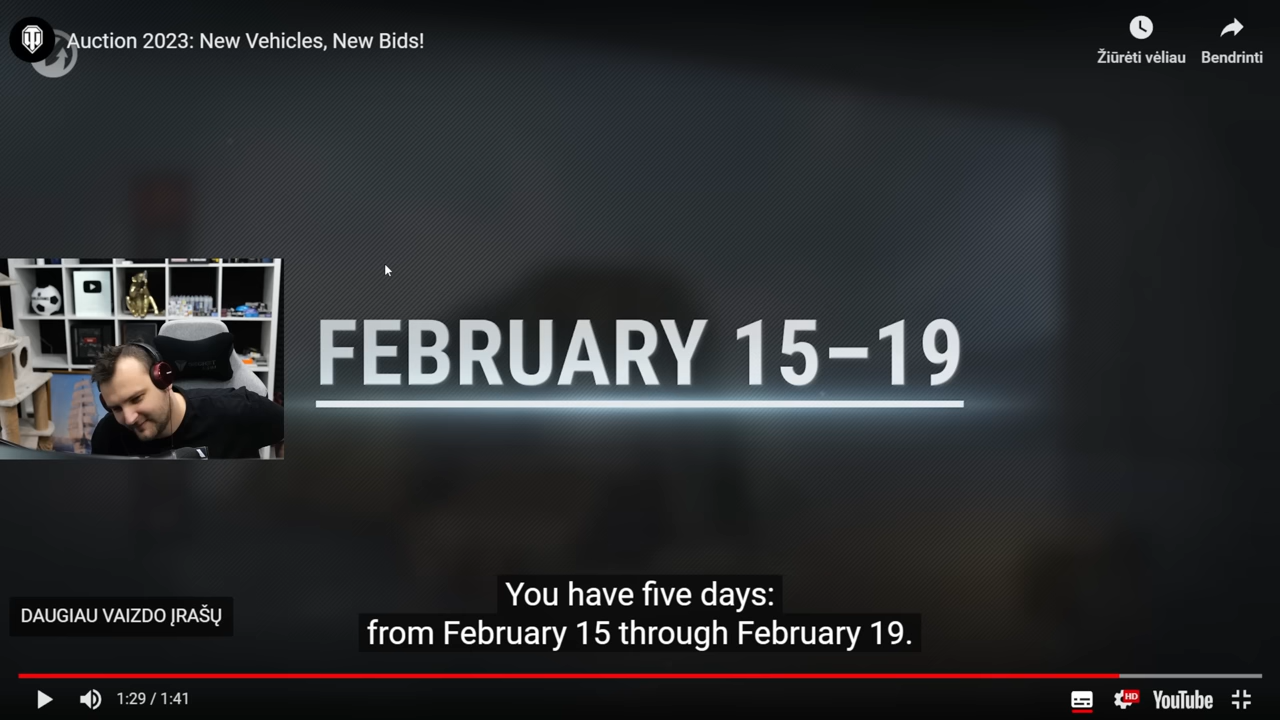 Auction 2023: New Vehicles, New Bids!
Žiūrėti vėliau
Bendrinti
FEBRUARY 15–19
You have five days:
from February 15 through February 19.
DAUGIAU VAIZDO ĮRAŠŲ
1:29 / 1:41
HD
YouTube